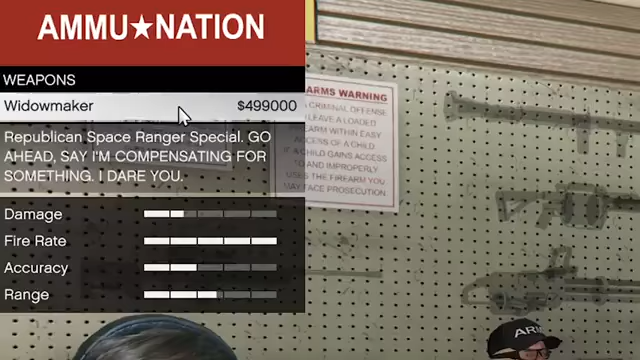 AMMU★NATION
WEAPONS
Widowmaker $499000
Republican Space Ranger Special. GO
AHEAD, SAY I'M COMPENSATING FOR
SOMETHING. I DARE YOU.
Damage
Fire Rate
Accuracy
Range
ARMS WARNING
CRIMINAL OFFENSE
LEAVE A LOADED
FIREARM WITHIN EASY
ACCESS OF A CHILD
IF A CHILD GAINS ACCESS
TO AND IMPROPERLY
USES THE FIREARM YOU
MAY FACE PROSECUTION